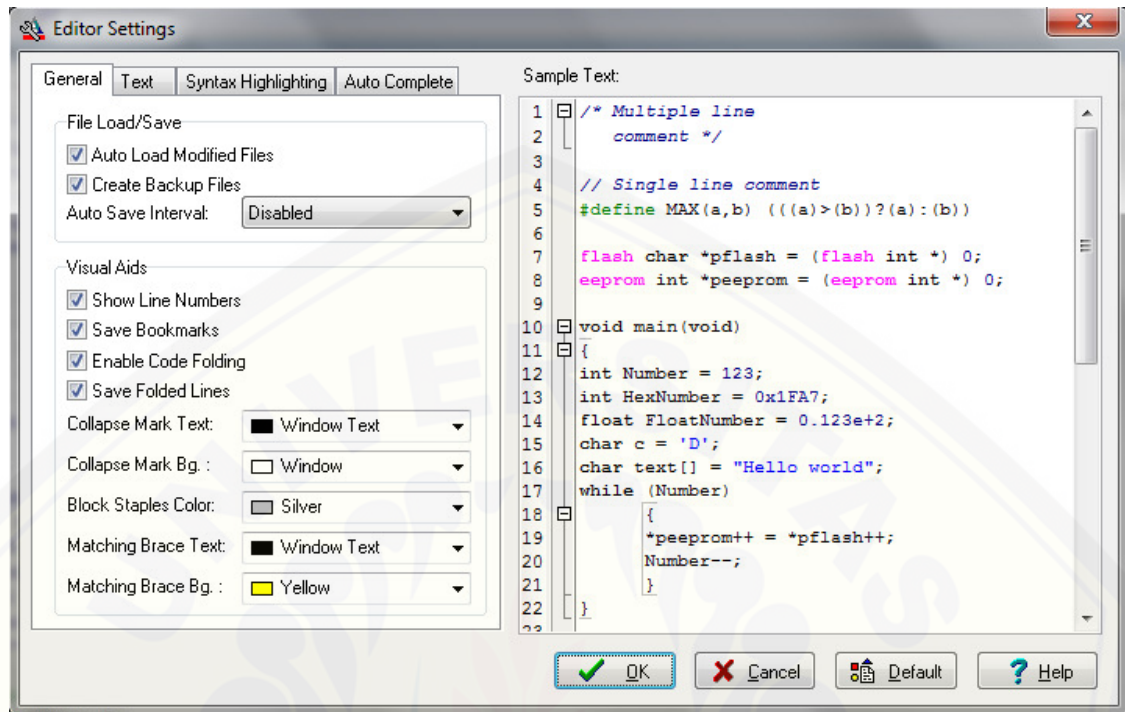 Editor Settings
General Text Syntax Highlighting Auto Complete
File Load/Save
Auto Load Modified Files
Create Backup Files
Auto Save Interval: Disabled
Visual Aids
Show Line Numbers
Save Bookmarks
Enable Code Folding
Save Folded Lines
Collapse Mark Text: Window Text
Collapse Mark Bg. : Window
Block Staples Color: Silver
Matching Brace Text: Window Text
Matching Brace Bg. : Yellow
Sample Text:
1 /* Multiple line
2 comment */
3
4 // Single line comment
5 #define MAX(a,b) (((a)>(b))?(a):(b))
6
7 flash char *pflash = (flash int *) 0;
8 eeprom int *peeprom = (eeprom int *) 0;
9
10 void main(void)
11 {
12 int Number = 123;
13 int HexNumber = 0x1FA7;
14 float FloatNumber = 0.123e+2;
15 char c = 'D';
16 char text[] = "Hello world";
17 while (Number)
18 {
19 *peeprom++ = *pflash++;
20 Number--;
21 }
22 }
23
OK Cancel Default Help
UNIVERSITAS